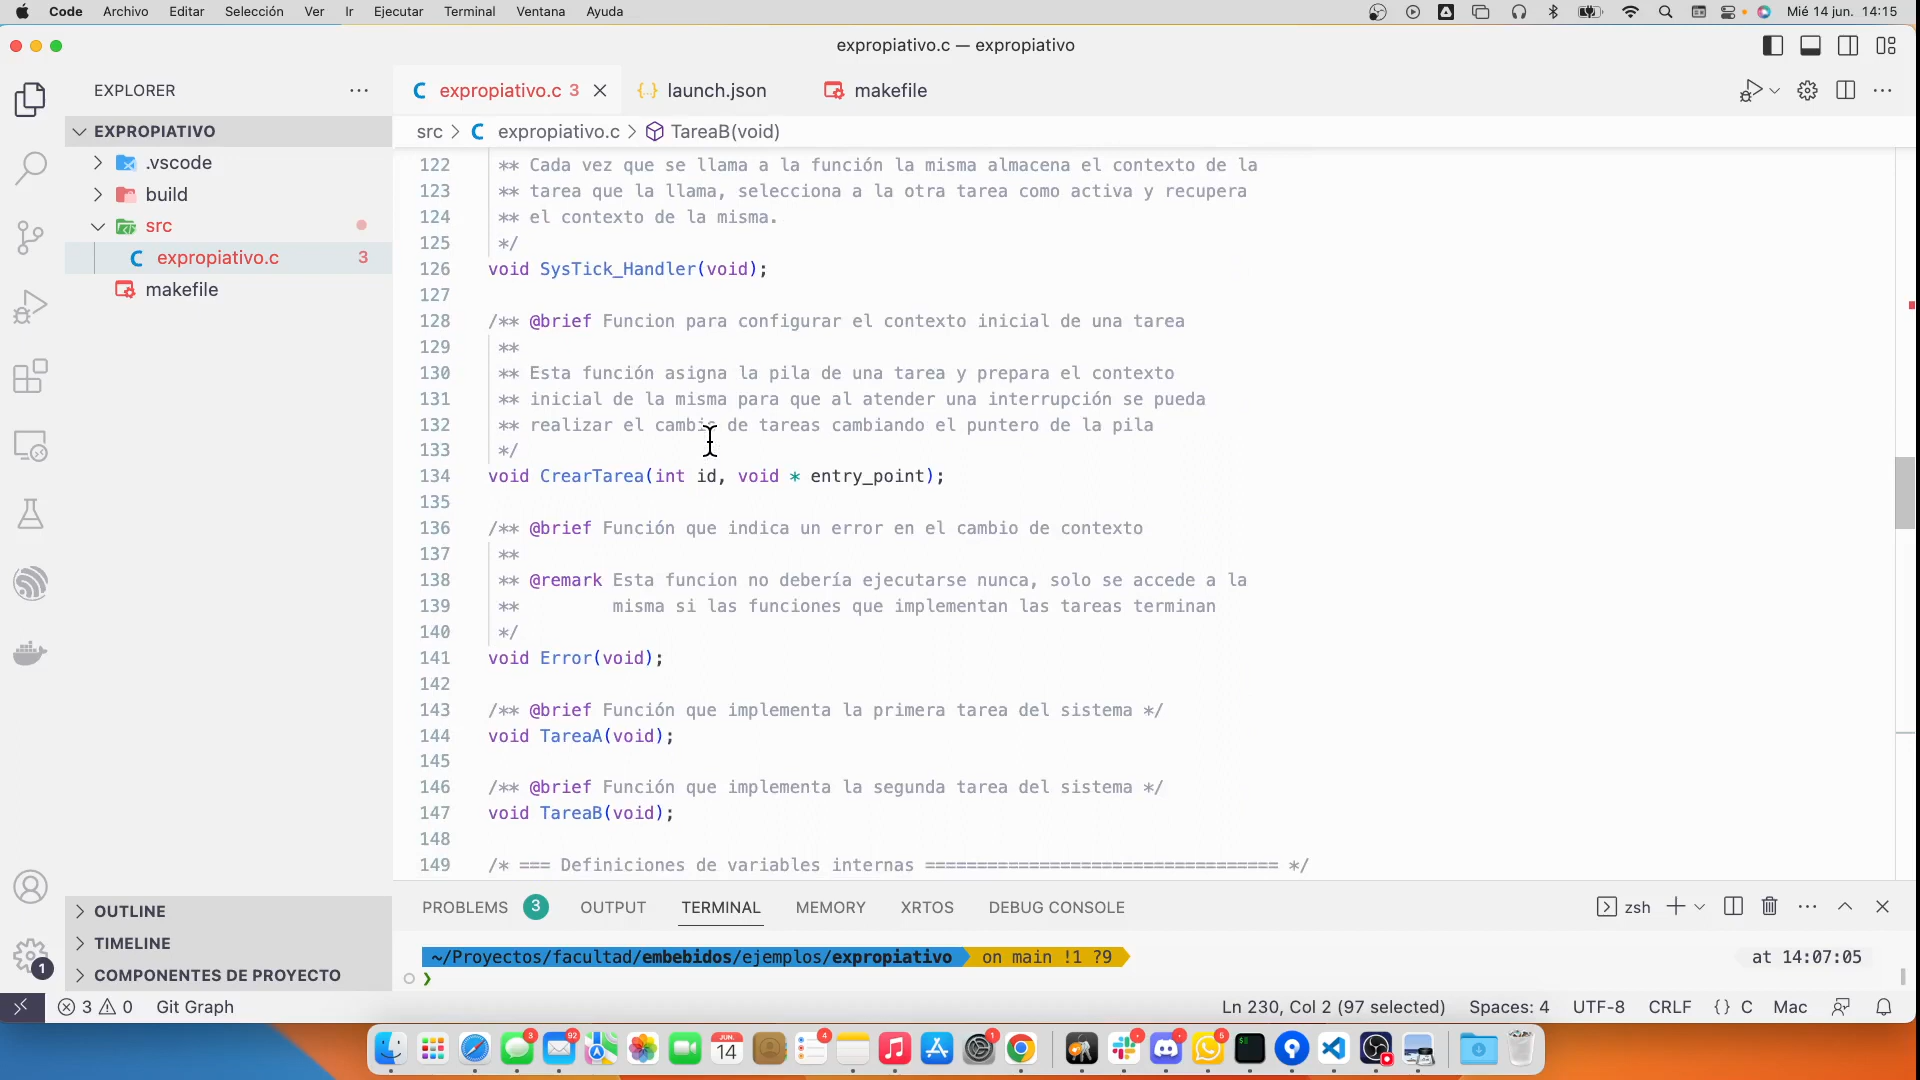 Code Archivo Editar Selección Ver Ir Ejecutar Terminal Ventana Ayuda Mié 14 jun. 14:15
expropiativo.c — expropiativo
EXPLORER ···
expropiativo.c 3 launch.json makefile
EXPROPIATIVO
src > C expropiativo.c > TareaB(void)
.vscode
build
src
C expropiativo.c 3
makefile
122 ** Cada vez que se llama a la función la misma almacena el contexto de la
123 ** tarea que la llama, selecciona a la otra tarea como activa y recupera
124 ** el contexto de la misma.
125 */
126 void SysTick_Handler(void);
127
128 /** @brief Funcion para configurar el contexto inicial de una tarea
129 **
130 ** Esta función asigna la pila de una tarea y prepara el contexto
131 ** inicial de la misma para que al atender una interrupción se pueda
132 ** realizar el cambio de tareas cambiando el puntero de la pila
133 */
134 void CrearTarea(int id, void * entry_point);
135
136 /** @brief Función que indica un error en el cambio de contexto
137 **
138 ** @remark Esta funcion no debería ejecutarse nunca, solo se accede a la
139 ** misma si las funciones que implementan las tareas terminan
140 */
141 void Error(void);
142
143 /** @brief Función que implementa la primera tarea del sistema */
144 void TareaA(void);
145
146 /** @brief Función que implementa la segunda tarea del sistema */
147 void TareaB(void);
148
149 /* === Definiciones de variables internas ================================== */
OUTLINE
TIMELINE
COMPONENTES DE PROYECTO
1
PROBLEMS 3 OUTPUT TERMINAL MEMORY XRTOS DEBUG CONSOLE zsh
~/Proyectos/facultad/embebidos/ejemplos/expropiativo on main !1 ?9 at 14:07:05
❯
3 0 Git Graph Ln 230, Col 2 (97 selected) Spaces: 4 UTF-8 CRLF {} C Mac
3 92 JUN. 14 4 1 5